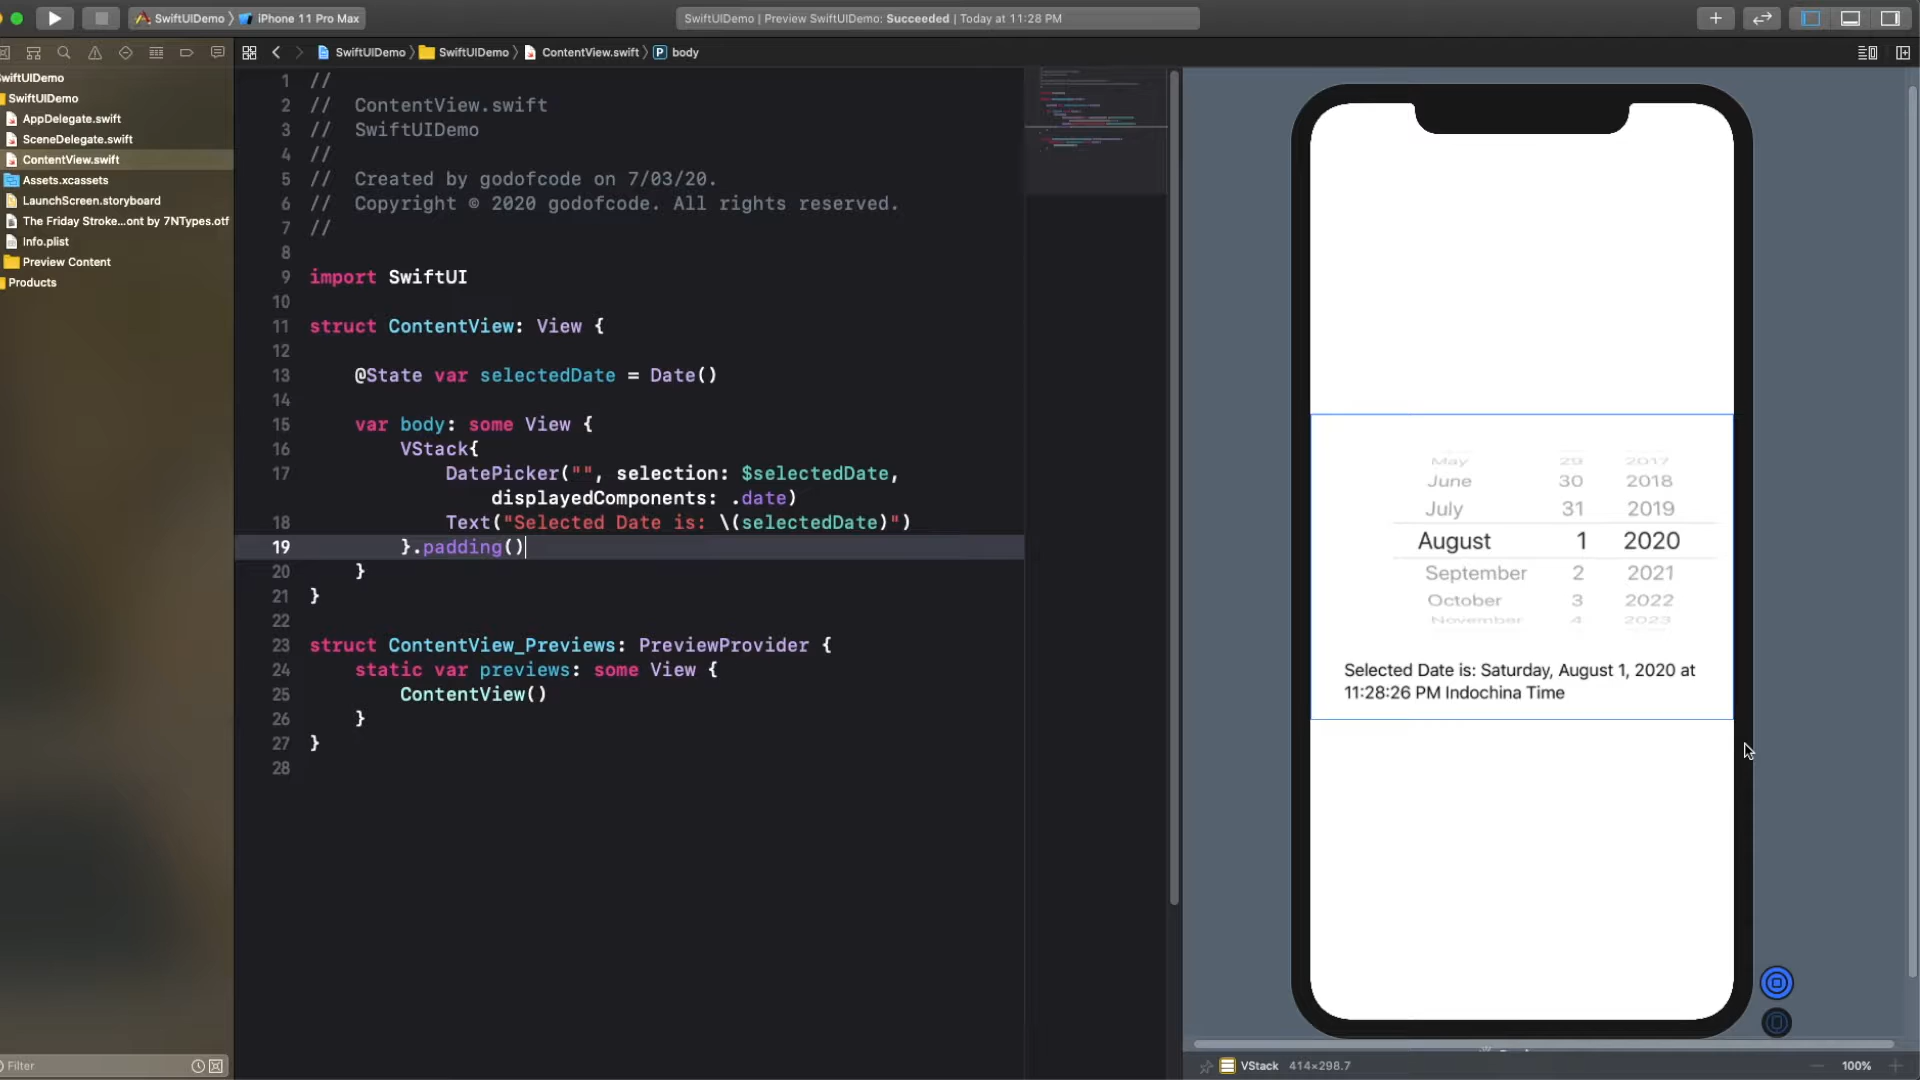 SwiftUIDemo
iPhone 11 Pro Max
SwiftUIDemo | Preview SwiftUIDemo: Succeeded | Today at 11:28 PM
SwiftUIDemo
SwiftUIDemo
ContentView.swift
P
body
wiftUIDemo
SwiftUIDemo
AppDelegate.swift
SceneDelegate.swift
ContentView.swift
Assets.xcassets
LaunchScreen.storyboard
The Friday Stroke...ont by 7NTypes.otf
Info.plist
Preview Content
Products
Filter
1 //
2 //  ContentView.swift
3 //  SwiftUIDemo
4 //
5 //  Created by godofcode on 7/03/20.
6 //  Copyright © 2020 godofcode. All rights reserved.
7 //
8
9 import SwiftUI
10
11 struct ContentView: View {
12
13     @State var selectedDate = Date()
14
15     var body: some View {
16         VStack{
17             DatePicker("", selection: $selectedDate,
displayedComponents: .date)
18             Text("Selected Date is: \(selectedDate)")
19         }.padding()
20     }
21 }
22
23 struct ContentView_Previews: PreviewProvider {
24     static var previews: some View {
25         ContentView()
26     }
27 }
28
May 29 2017
June 30 2018
July 31 2019
August 1 2020
September 2 2021
October 3 2022
November 4 2023
Selected Date is: Saturday, August 1, 2020 at
11:28:26 PM Indochina Time
VStack 414×298.7
100%